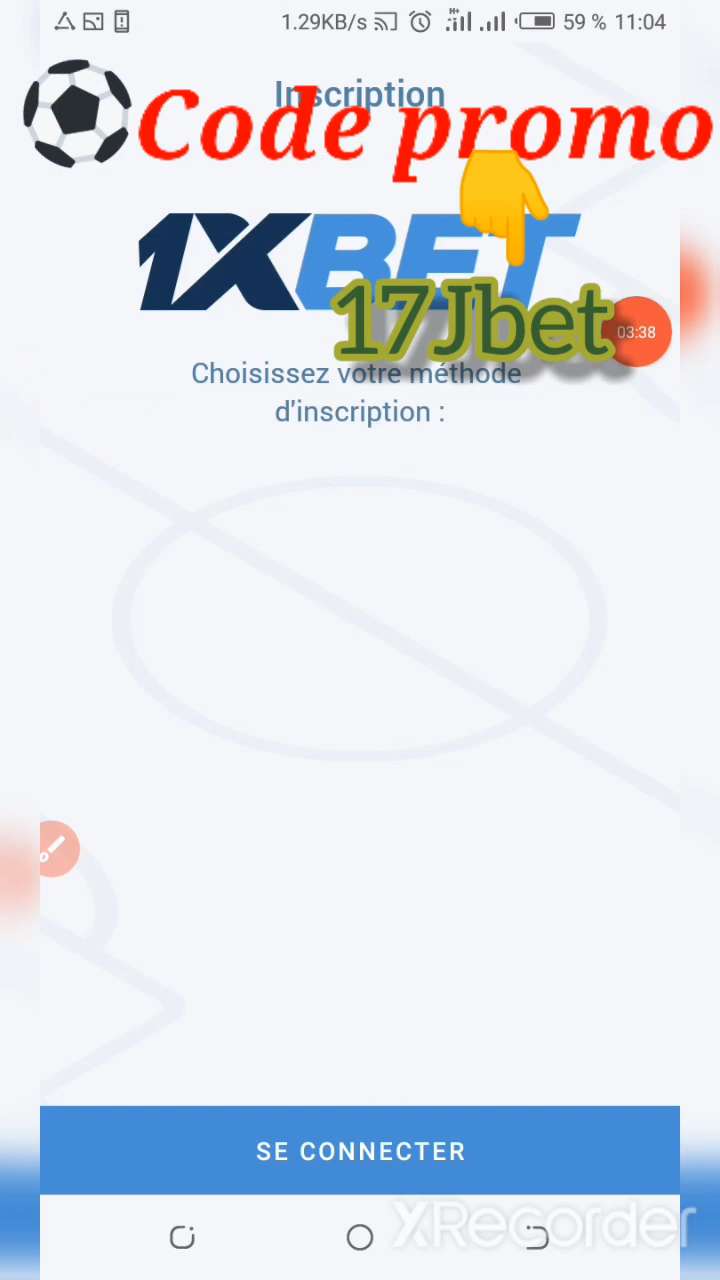 1.29KB/s H+ 59 % 11:04
Inscription
Code promo
1XBET
17Jbet
03:38
Choisissez votre méthode
d'inscription :
SE CONNECTER
XRecorder